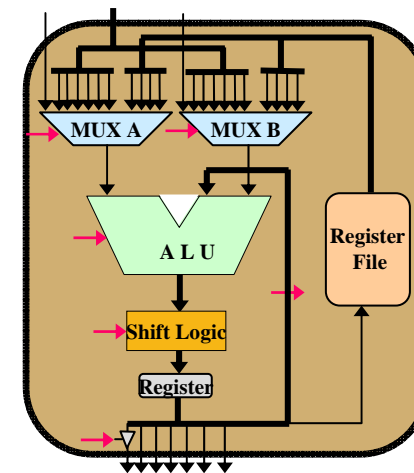 MUX A
MUX B
A L U
Register
File
Shift Logic
Register